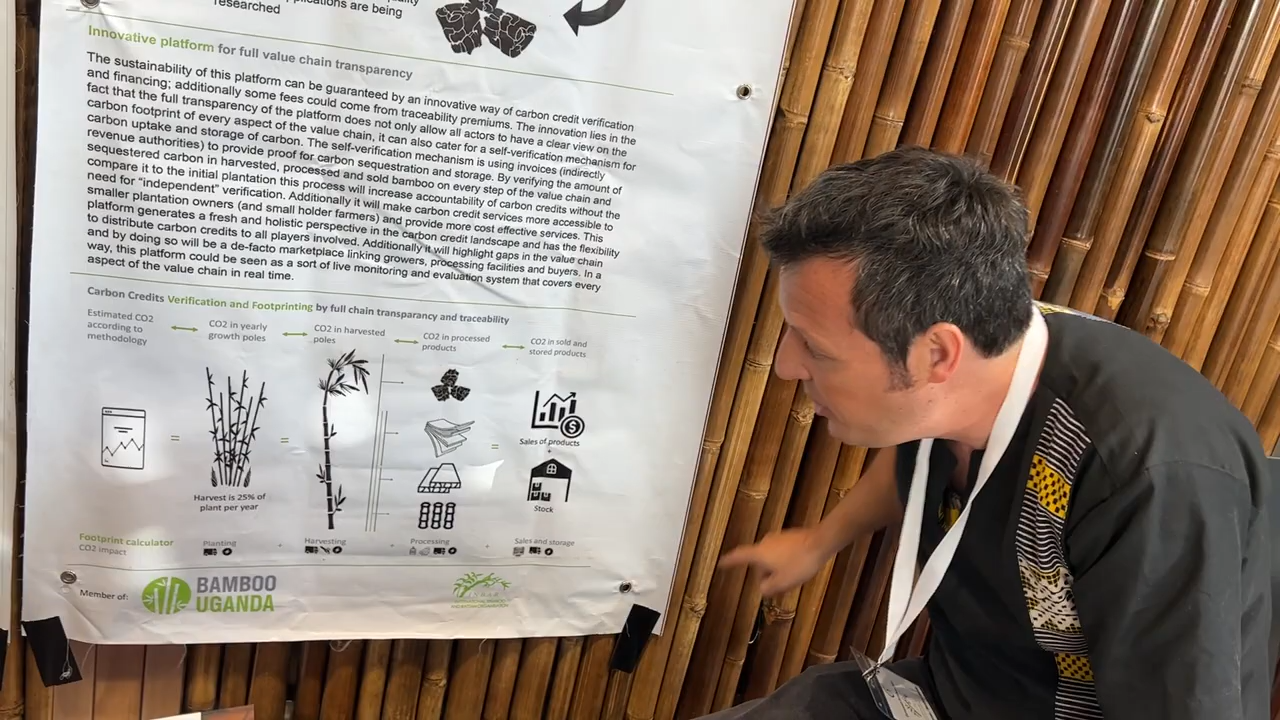 plications are being
researched
Innovative platform for full value chain transparency
The sustainability of this platform can be guaranteed by an innovative way of carbon credit verification
and financing; additionally some fees could come from traceability premiums. The innovation lies in the
fact that the full transparency of the platform does not only allow all actors to have a clear view on the
carbon footprint of every aspect of the value chain, it can also cater for a self-verification mechanism for
carbon uptake and storage of carbon. The self-verification mechanism is using invoices (indirectly
revenue authorities) to provide proof for carbon sequestration and storage. By verifying the amount of
sequestered carbon in harvested, processed and sold bamboo on every step of the value chain and
compare it to the initial plantation this process will increase accountability of carbon credits without the
need for "independent" verification. Additionally it will make carbon credit services more accessible to
smaller plantation owners (and small holder farmers) and provide more cost effective services. This
platform generates a fresh and holistic perspective in the carbon credit landscape and has the flexibility
to distribute carbon credits to all players involved. Additionally it will highlight gaps in the value chain
and by doing so will be a de-facto marketplace linking growers, processing facilities and buyers. In a
way, this platform could be seen as a sort of live monitoring and evaluation system that covers every
aspect of the value chain in real time.
Carbon Credits Verification and Footprinting by full chain transparancy and traceability
Estimated CO2
according to
methodology
CO2 in yearly
growth poles
CO2 in harvested
poles
CO2 in processed
products
CO2 in sold and
stored products
=
=
=
Sales of products
+
Stock
Harvest is 25% of
plant per year
Footprint calculator
CO2 impact
Planting
+
Harvesting
+
Processing
+
Sales and storage
Member of:
BAMBOO
UGANDA